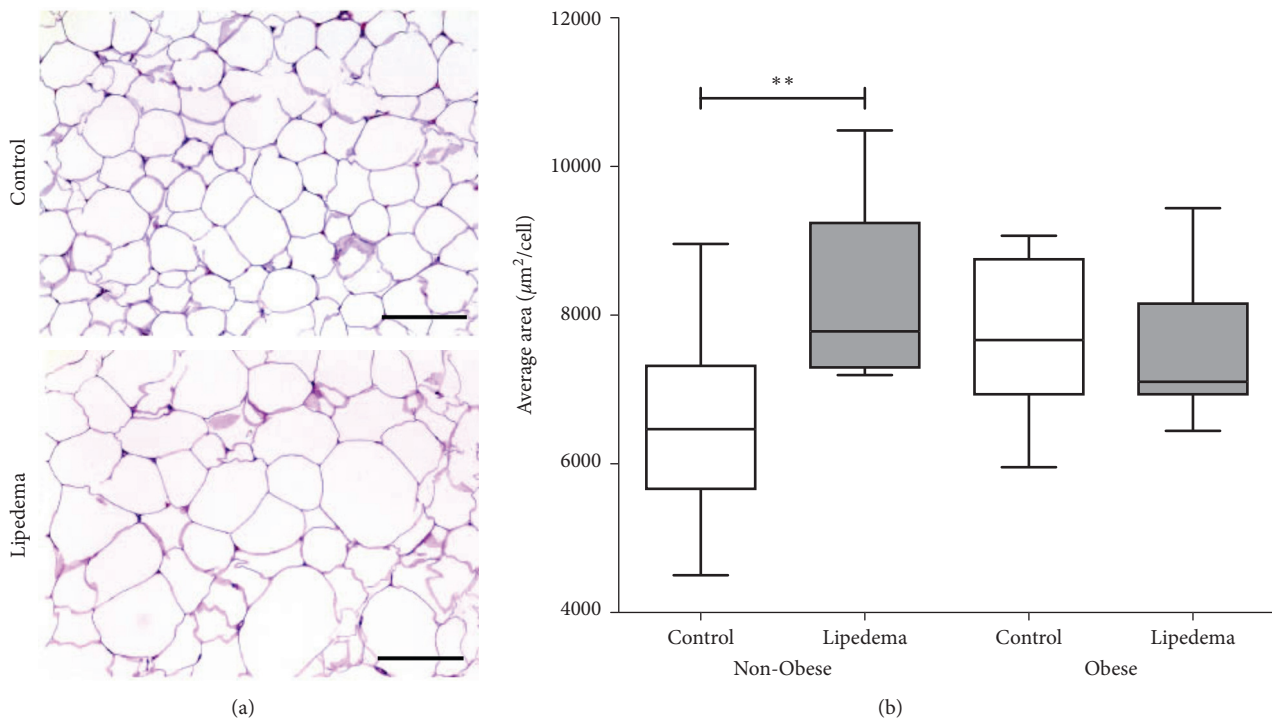 Control
Lipedema
(a)
Average area (μm²/cell)
12000
10000
8000
6000
4000
**
Control
Lipedema
Control
Lipedema
Non-Obese
Obese
(b)